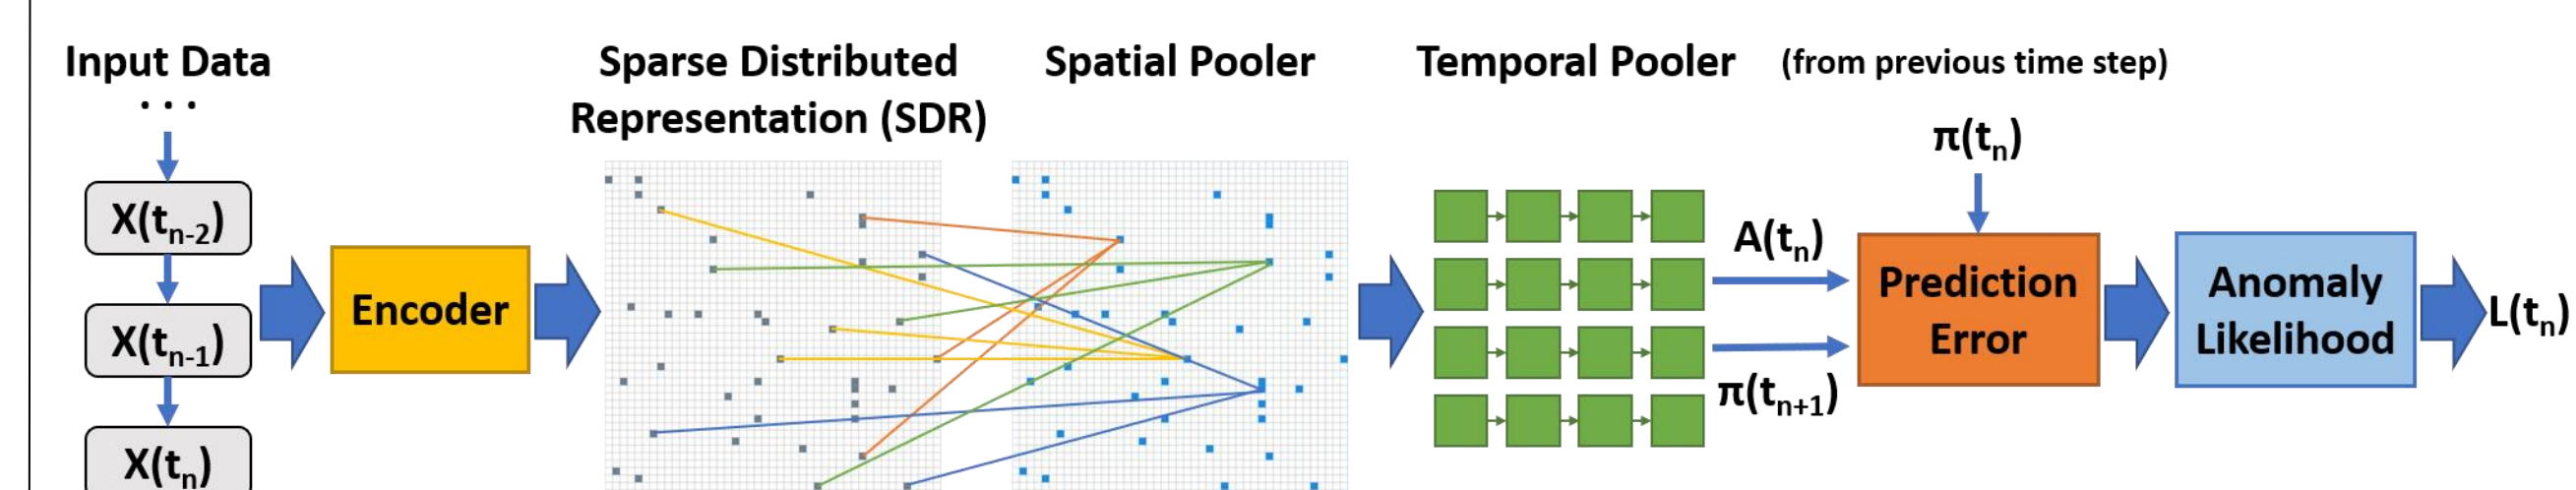 Input Data
. . .
X(tn-2)
X(tn-1)
X(tn)
Encoder
Sparse Distributed
Representation (SDR)
Spatial Pooler
Temporal Pooler
(from previous time step)
π(tn)
A(tn)
π(tn+1)
Prediction
Error
Anomaly
Likelihood
L(tn)